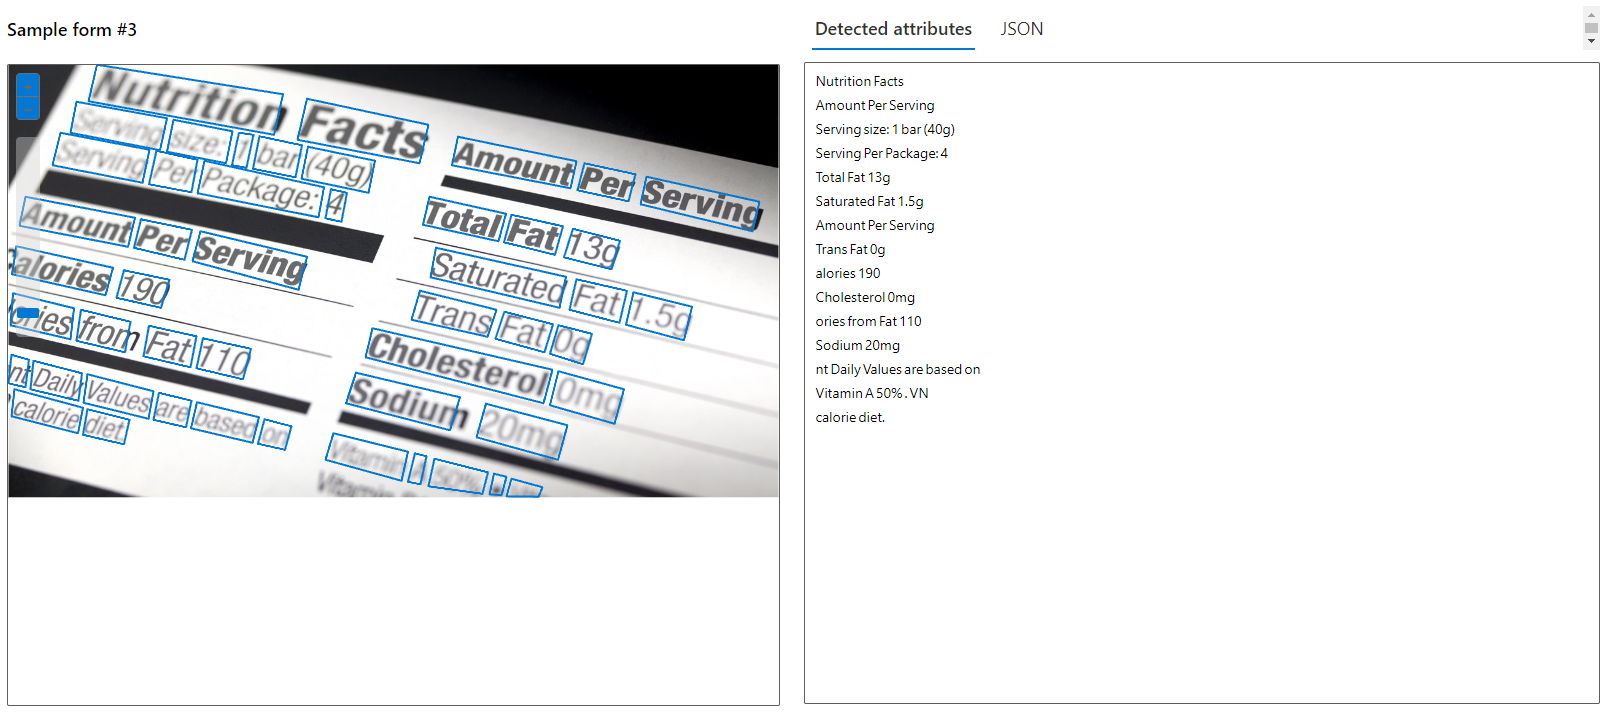 Sample form #3
Nutrition Facts
Serving size: 1 bar (40g)
Serving Per Package: 4
Amount Per Serving
alories 190
ories from Fat 110
nt Daily Values are based on
calorie diet.
Amount Per Serving
Total Fat 13g
Saturated Fat 1.5g
Trans Fat 0g
Cholesterol 0mg
Sodium 20mg
Vitamin A 50% •
Vitamin
Detected attributes JSON
Nutrition Facts
Amount Per Serving
Serving size: 1 bar (40g)
Serving Per Package: 4
Total Fat 13g
Saturated Fat 1.5g
Amount Per Serving
Trans Fat 0g
alories 190
Cholesterol 0mg
ories from Fat 110
Sodium 20mg
nt Daily Values are based on
Vitamin A 50% . VN
calorie diet.